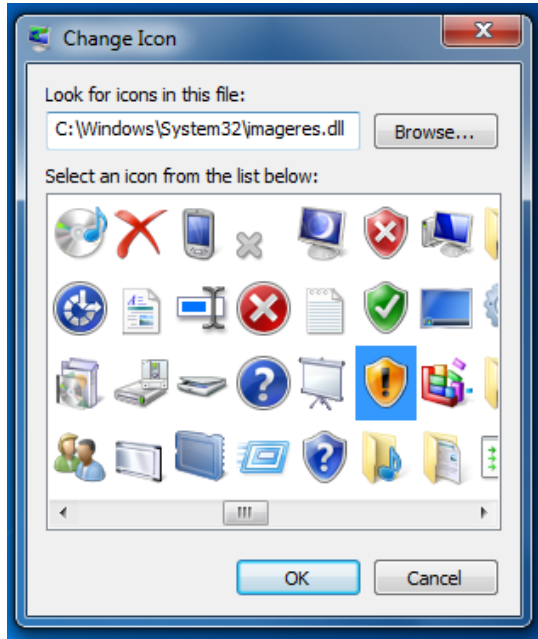 Change Icon
Look for icons in this file:
C:\Windows\System32\imageres.dll
Browse...
Select an icon from the list below:
OK
Cancel